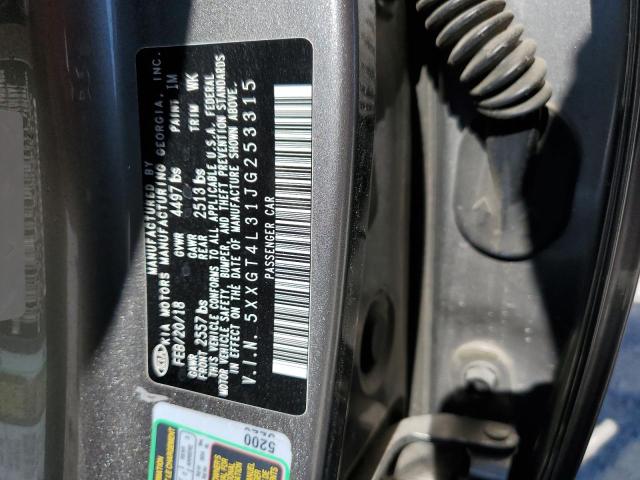 MANUFACTURED BY
KIA MOTORS MANUFACTURING GEORGIA, INC.
KIA
FEB/20/18 GVWR 4497 lbs PAINT IM
GAWR FRONT 2557 lbs GAWR REAR 2513 lbs TRIM WK
THIS VEHICLE CONFORMS TO ALL APPLICABLE U.S.A. FEDERAL
MOTOR VEHICLE SAFETY, BUMPER, AND THEFT PREVENTION STANDARDS
IN EFFECT ON THE DATE OF MANUFACTURE SHOWN ABOVE.
V.I.N. 5XXGT4L31JG253315
PASSENGER CAR
5200